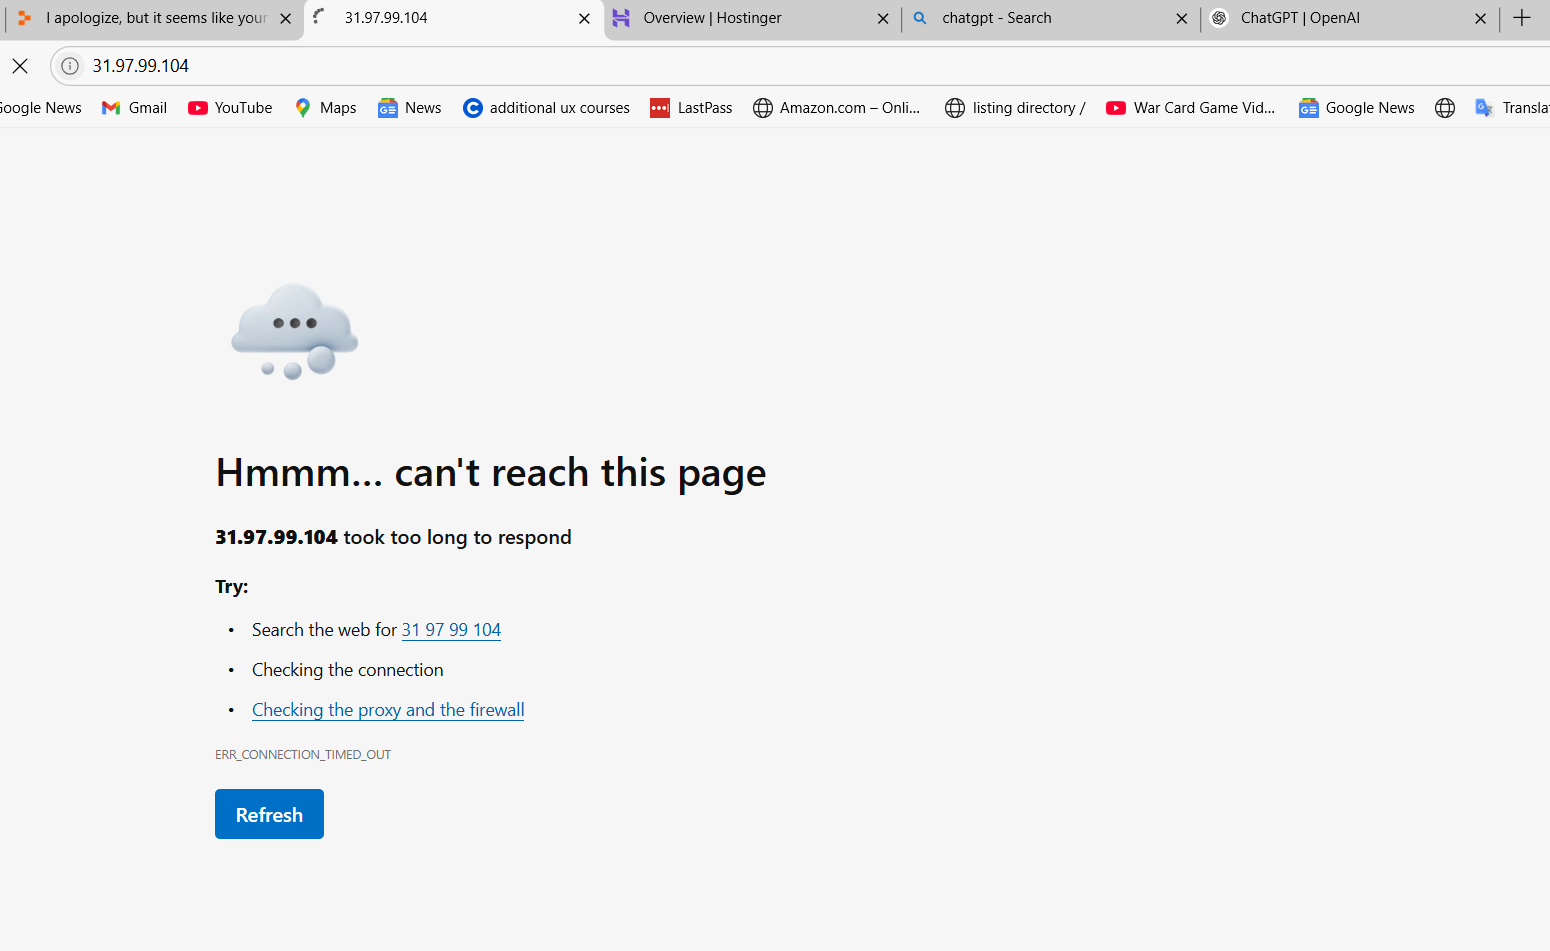 I apologize, but it seems like your
31.97.99.104
Overview | Hostinger
chatgpt - Search
ChatGPT | OpenAI
31.97.99.104
Google News
Gmail
YouTube
Maps
News
additional ux courses
LastPass
Amazon.com – Onli...
listing directory /
War Card Game Vid...
Google News
Transla
Hmmm... can't reach this page
31.97.99.104 took too long to respond
Try:
• Search the web for 31 97 99 104
• Checking the connection
• Checking the proxy and the firewall
ERR_CONNECTION_TIMED_OUT
Refresh